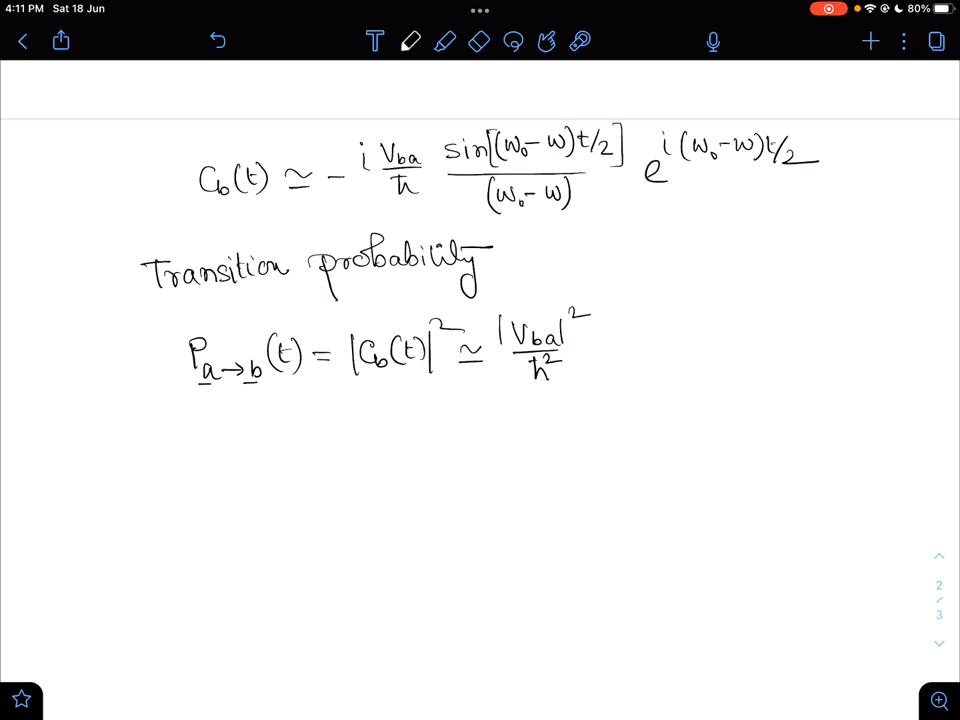 4:11 PM Sat 18 Jun 80%
C_b(t) ≃ - i V_ba/ħ sin[(ω₀-ω)t/2]/(ω₀-ω) e^{i(ω₀-ω)t/2}
Transition probability
P_{a→b}(t) = |C_b(t)|² ≃ |V_ba|²/ħ²
2
/
3